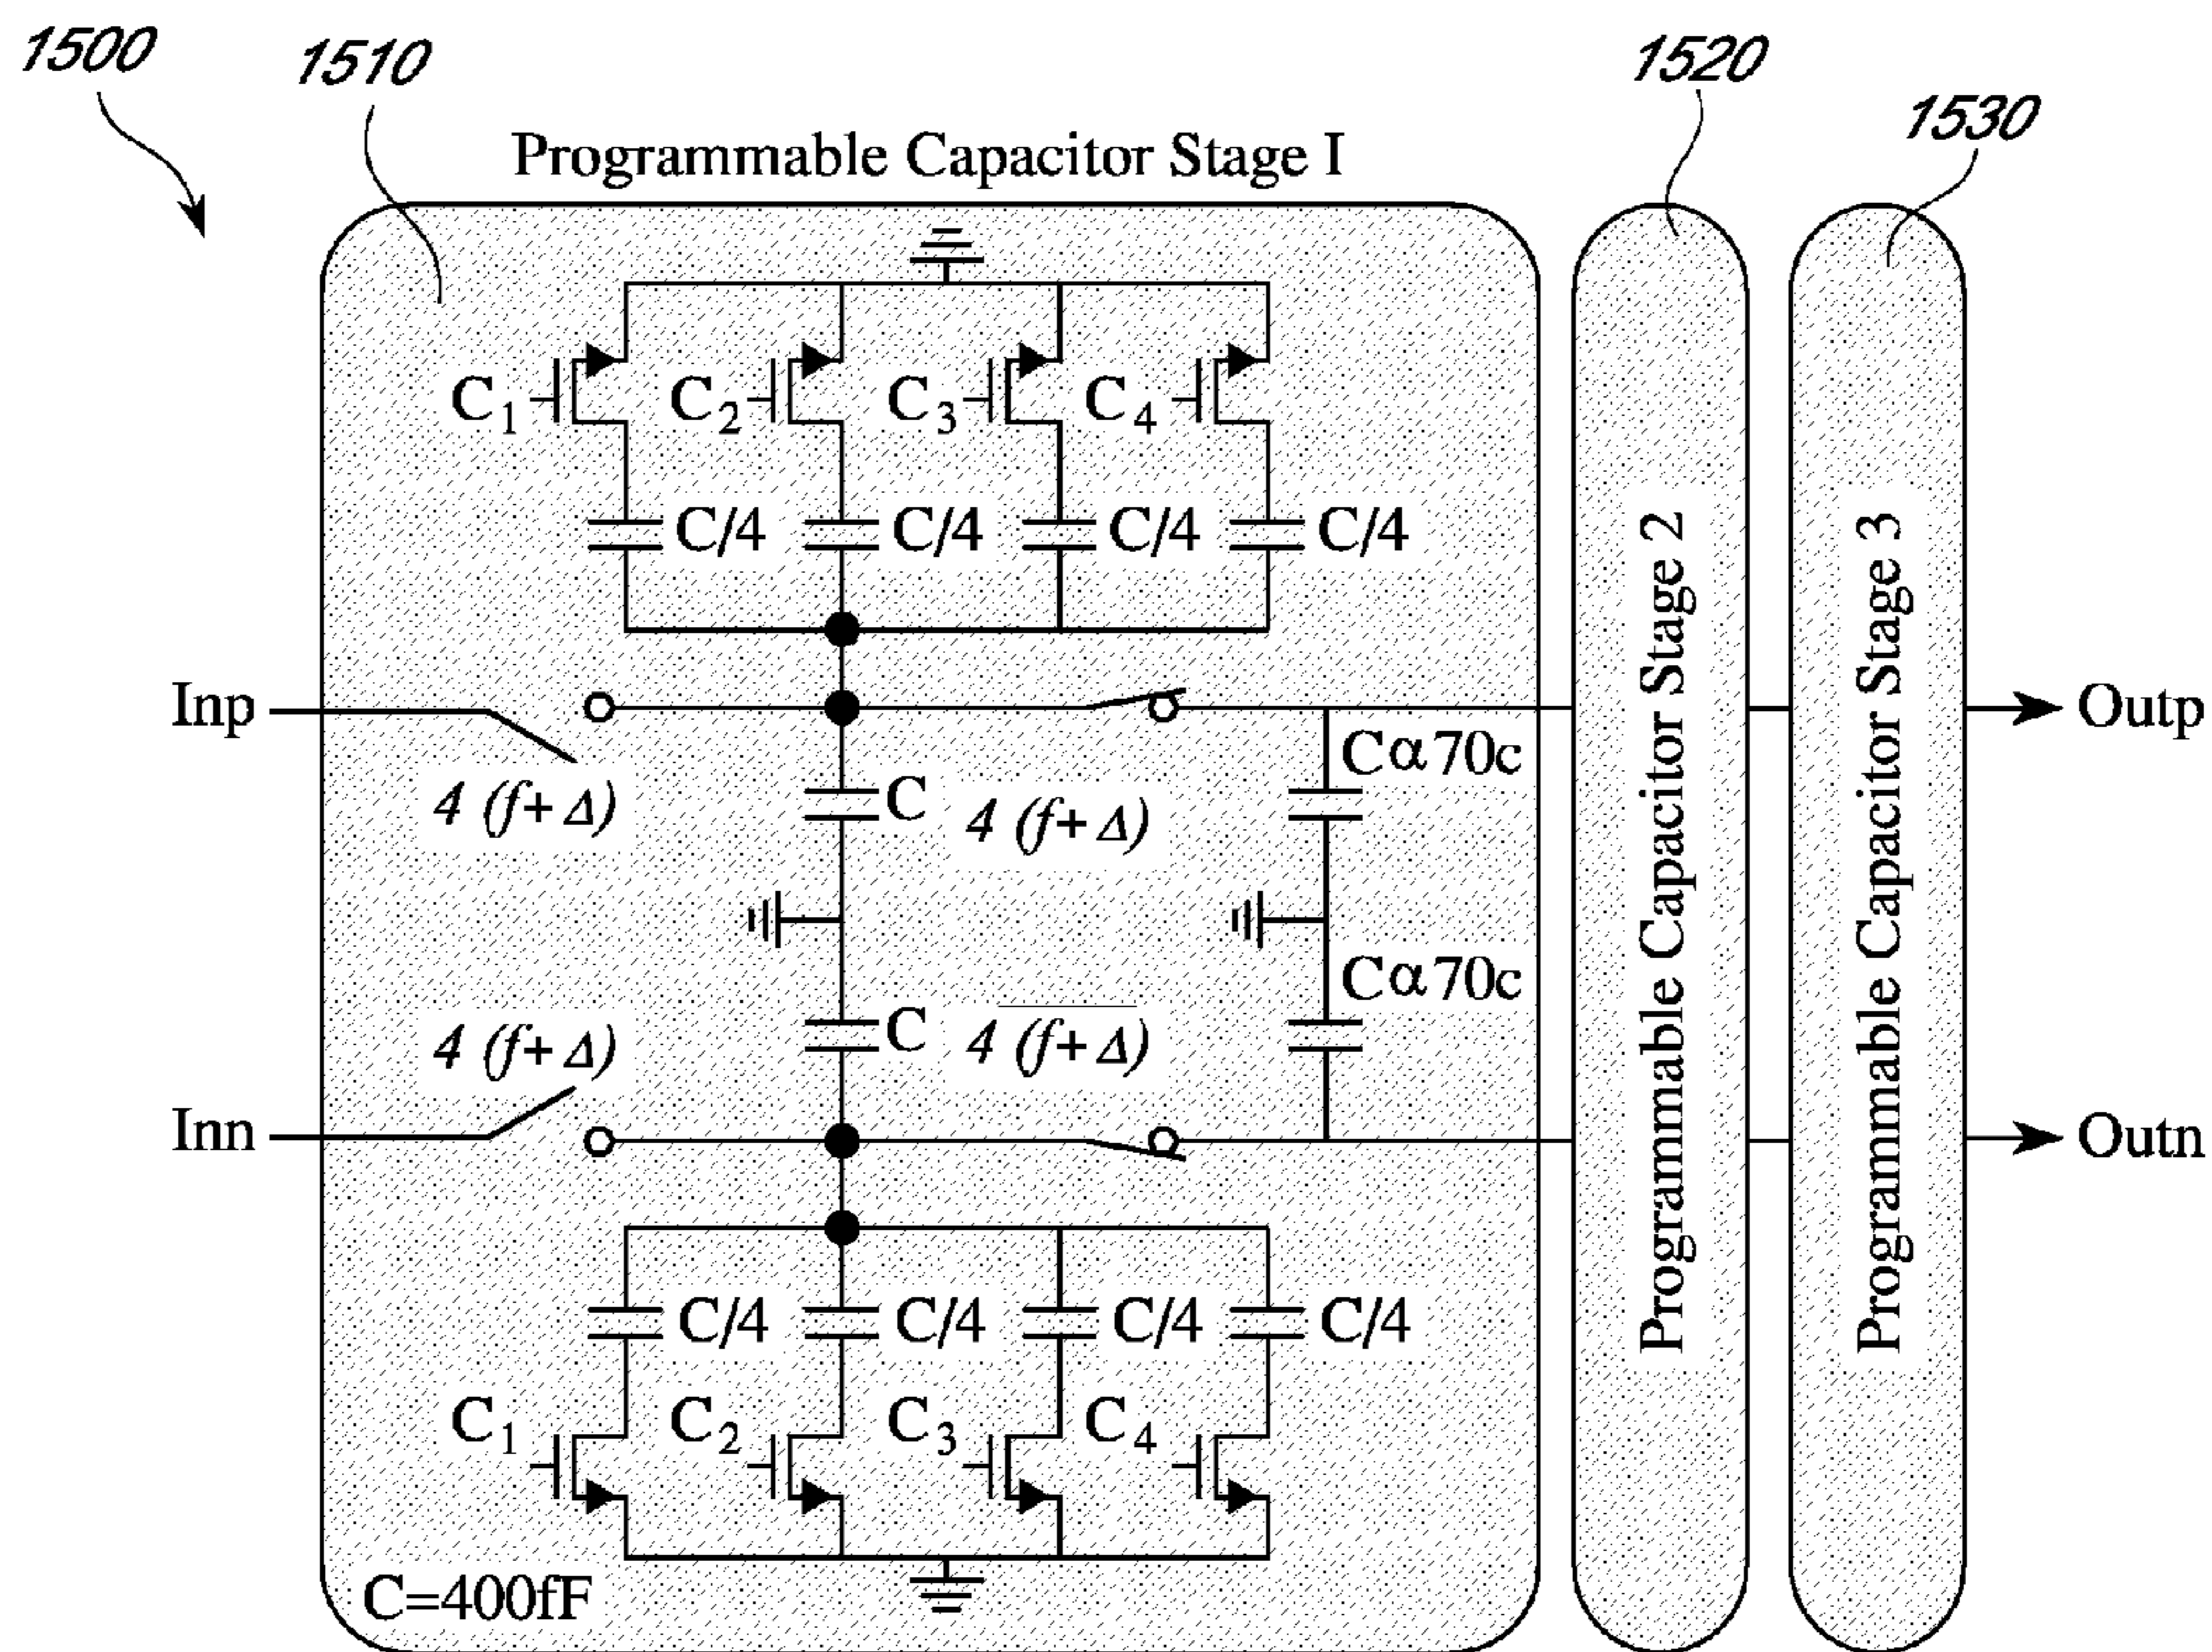 1500
1510
1520
1530
Programmable Capacitor Stage I
C1 C2 C3 C4
C/4 C/4 C/4 C/4
Inp
Outp
4 (f+Δ)
C
4 (f+Δ)
Cα70c
Cα70c
4 (f+Δ)
C
4 (f+Δ)
Inn
Outn
C/4 C/4 C/4 C/4
C1 C2 C3 C4
C=400fF
Programmable Capacitor Stage 2
Programmable Capacitor Stage 3